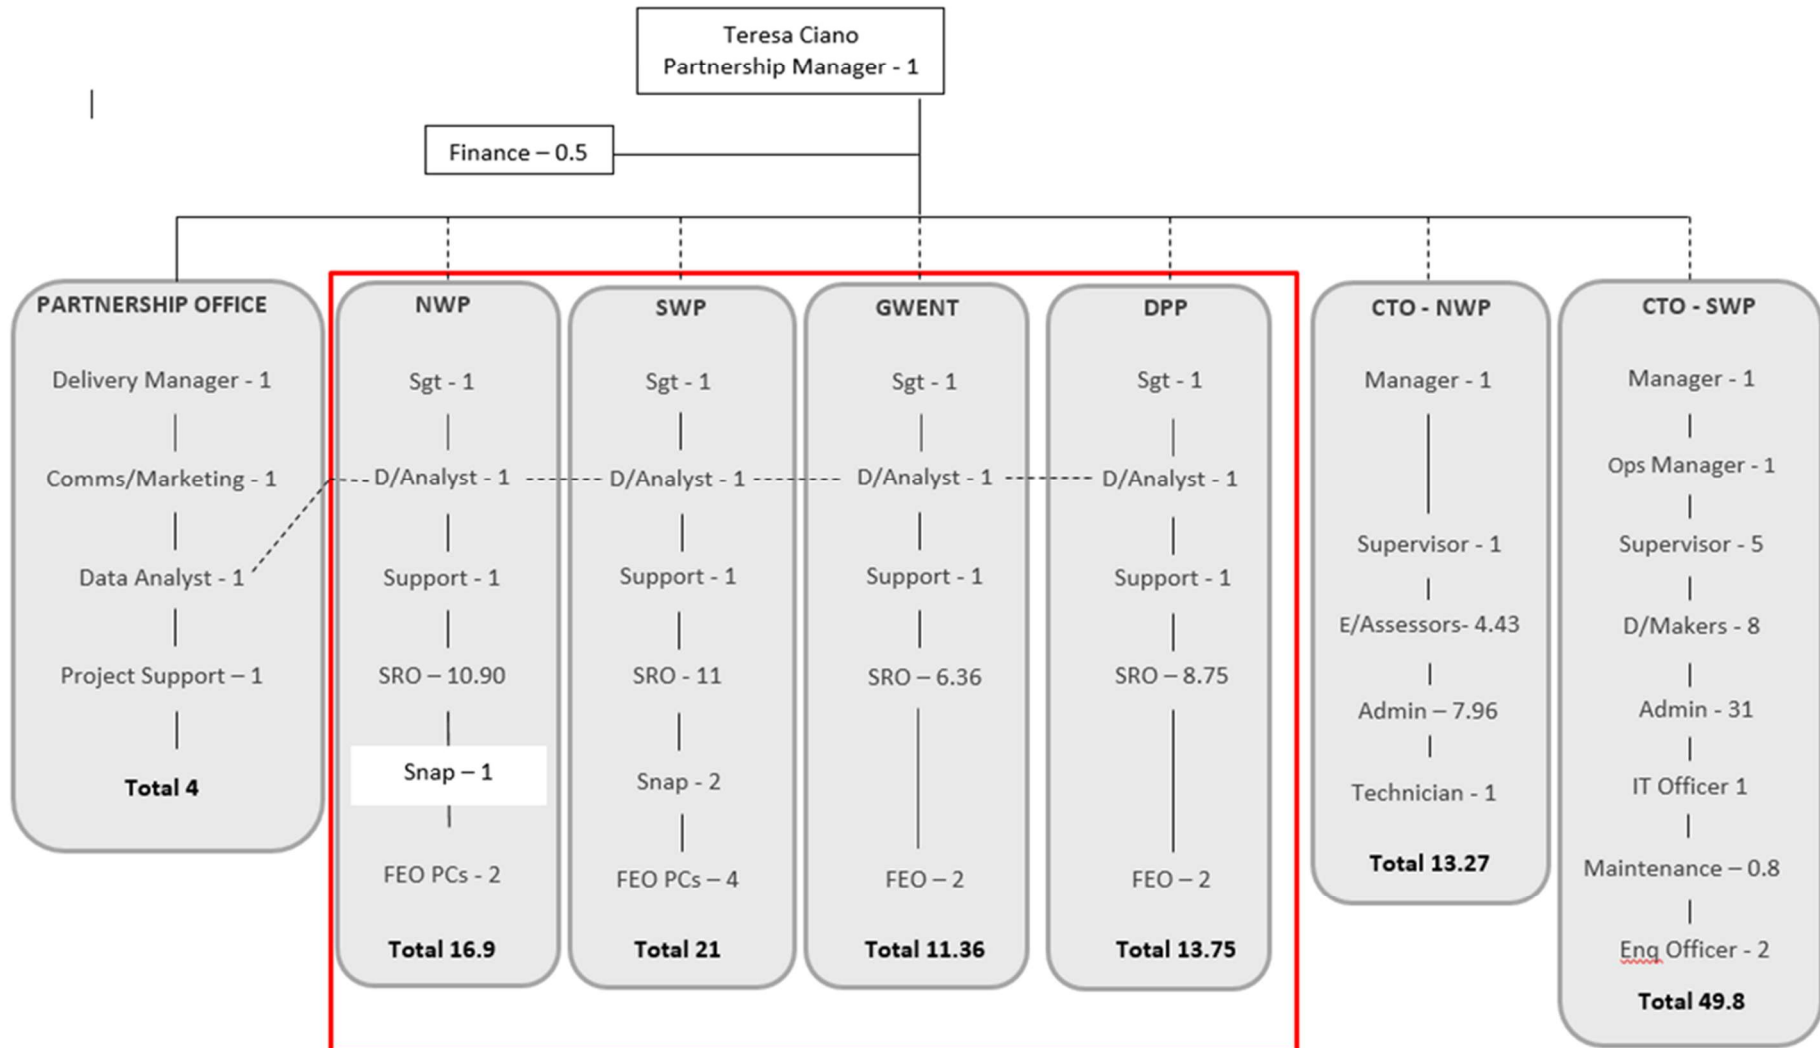 Teresa Ciano
Partnership Manager - 1
Finance – 0.5
PARTNERSHIP OFFICE
Delivery Manager - 1
Comms/Marketing - 1
Data Analyst - 1
Project Support – 1
Total 4
NWP
Sgt - 1
D/Analyst - 1
Support - 1
SRO – 10.90
Snap – 1
FEO PCs - 2
Total 16.9
SWP
Sgt - 1
D/Analyst - 1
Support - 1
SRO - 11
Snap - 2
FEO PCs – 4
Total 21
GWENT
Sgt - 1
D/Analyst - 1
Support - 1
SRO – 6.36
FEO – 2
Total 11.36
DPP
Sgt - 1
D/Analyst - 1
Support - 1
SRO – 8.75
FEO – 2
Total 13.75
CTO - NWP
Manager - 1
Supervisor - 1
E/Assessors- 4.43
Admin – 7.96
Technician - 1
Total 13.27
CTO - SWP
Manager - 1
Ops Manager - 1
Supervisor - 5
D/Makers - 8
Admin - 31
IT Officer 1
Maintenance – 0.8
Enq Officer - 2
Total 49.8